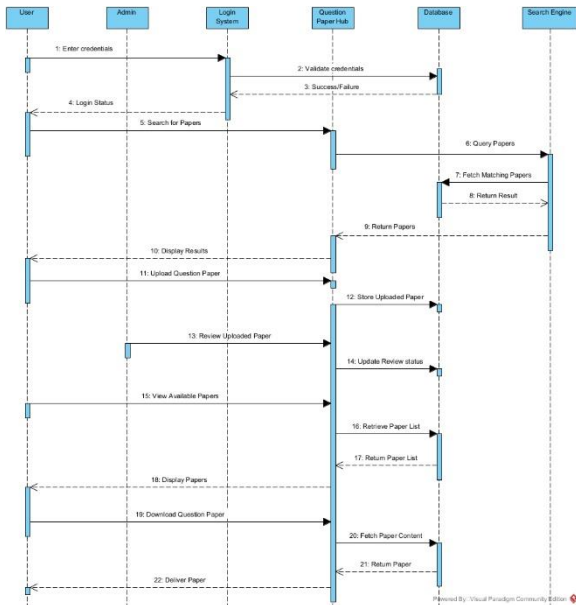 User
Admin
Login
System
Question
Paper Hub
Database
Search Engine
1: Enter credentials
2: Validate credentials
3: Success/Failure
4: Login Status
5: Search for Papers
6: Query Papers
7: Fetch Matching Papers
8: Return Result
9: Return Papers
10: Display Results
11: Upload Question Paper
12: Store Uploaded Paper
13: Review Uploaded Paper
14: Update Review status
15: View Available Papers
16: Retrieve Paper List
17: Return Paper List
18: Display Papers
19: Download Question Paper
20: Fetch Paper Content
21: Return Paper
22: Deliver Paper
Powered By: Visual Paradigm Community Edition